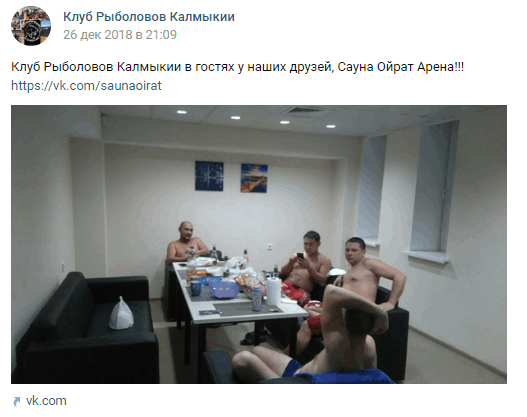 Клуб Рыболовов Калмыкии
26 дек 2018 в 21:09
Клуб Рыболовов Калмыкии в гостях у наших друзей, Сауна Ойрат Арена!!!
https://vk.com/saunaoirat
vk.com